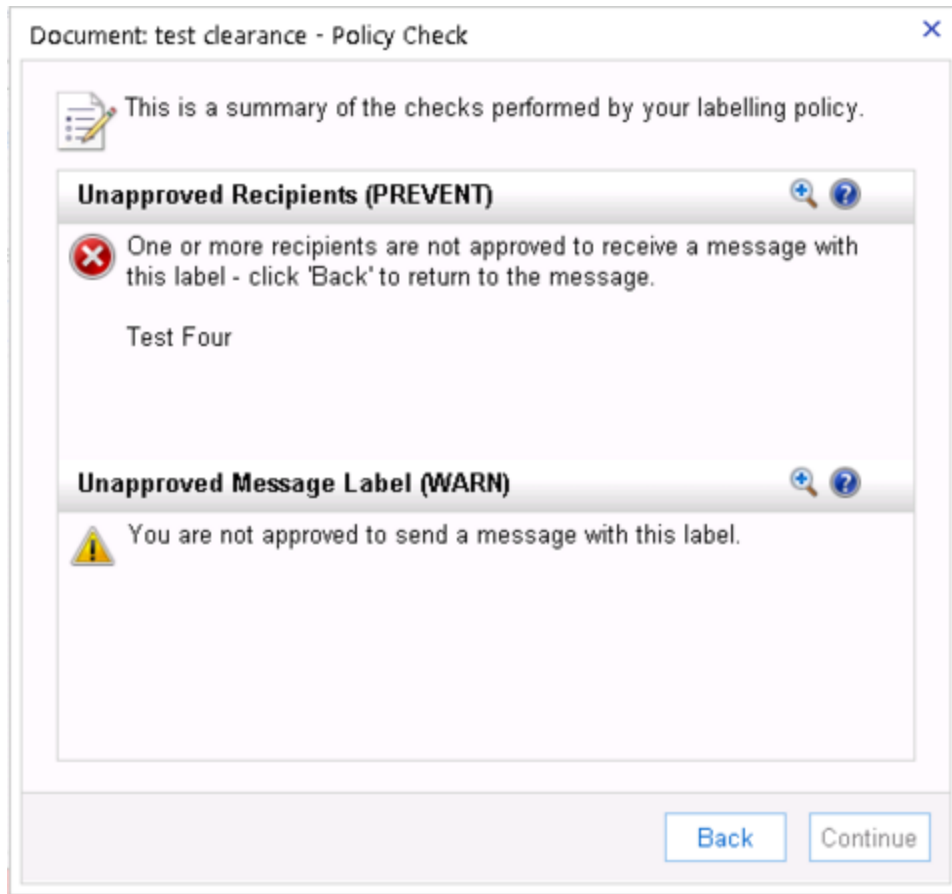 Document: test clearance - Policy Check
This is a summary of the checks performed by your labelling policy.
Unapproved Recipients (PREVENT)
One or more recipients are not approved to receive a message with
this label - click 'Back' to return to the message.
Test Four
Unapproved Message Label (WARN)
You are not approved to send a message with this label.
Back
Continue